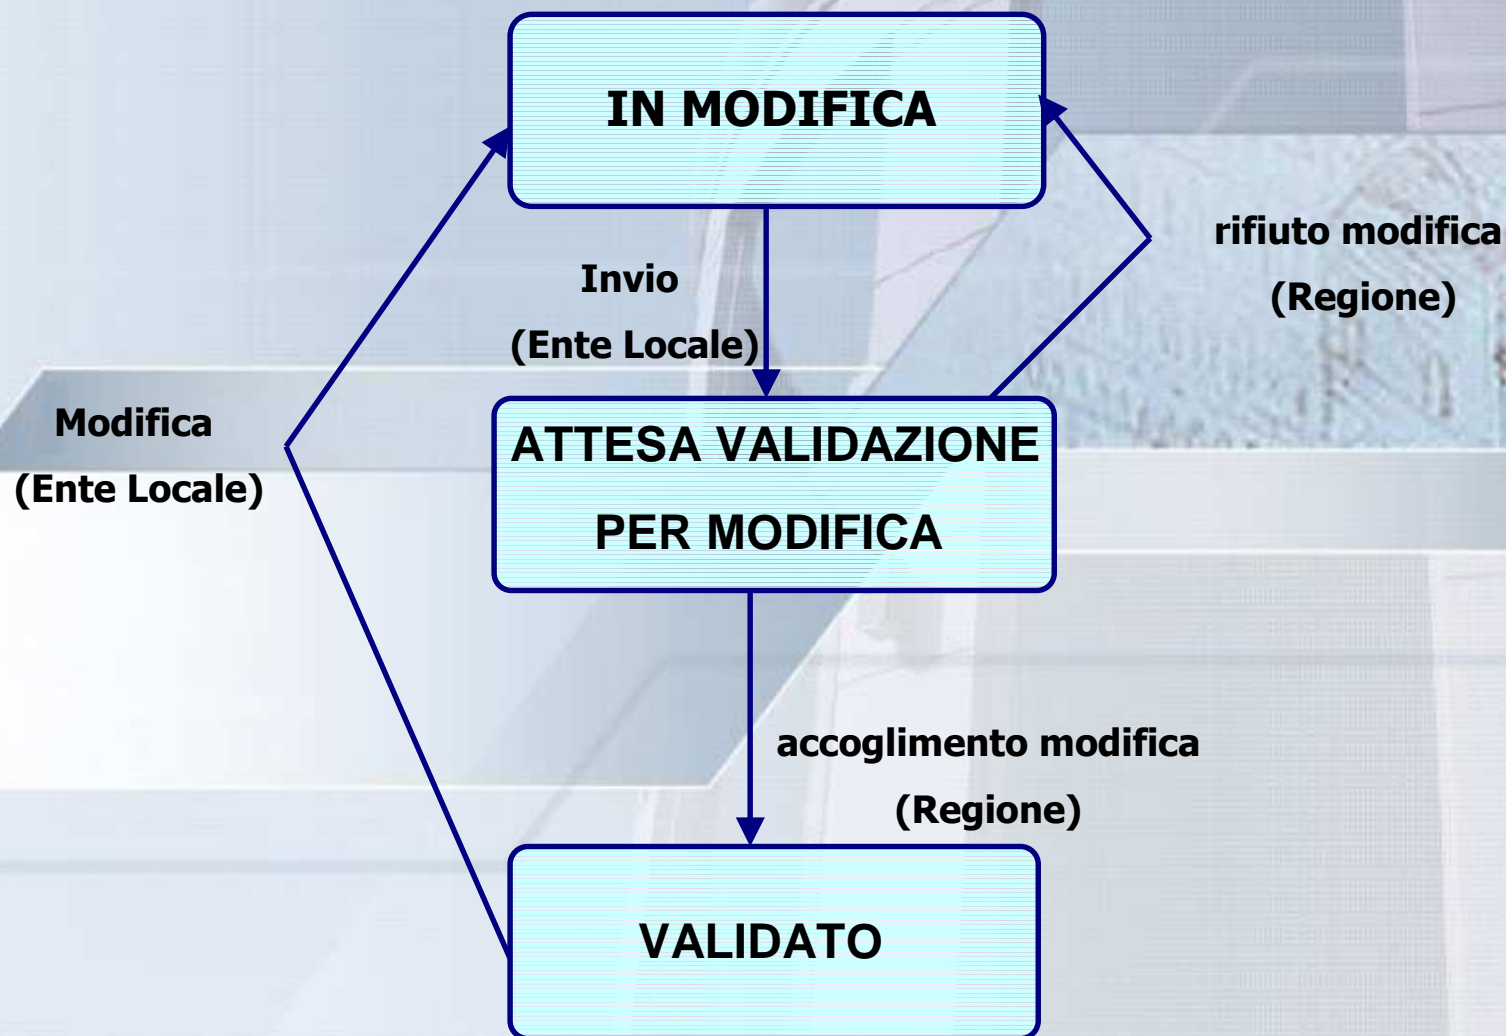 IN MODIFICA
rifiuto modifica
(Regione)
Invio
(Ente Locale)
Modifica
(Ente Locale)
ATTESA VALIDAZIONE
PER MODIFICA
accoglimento modifica
(Regione)
VALIDATO